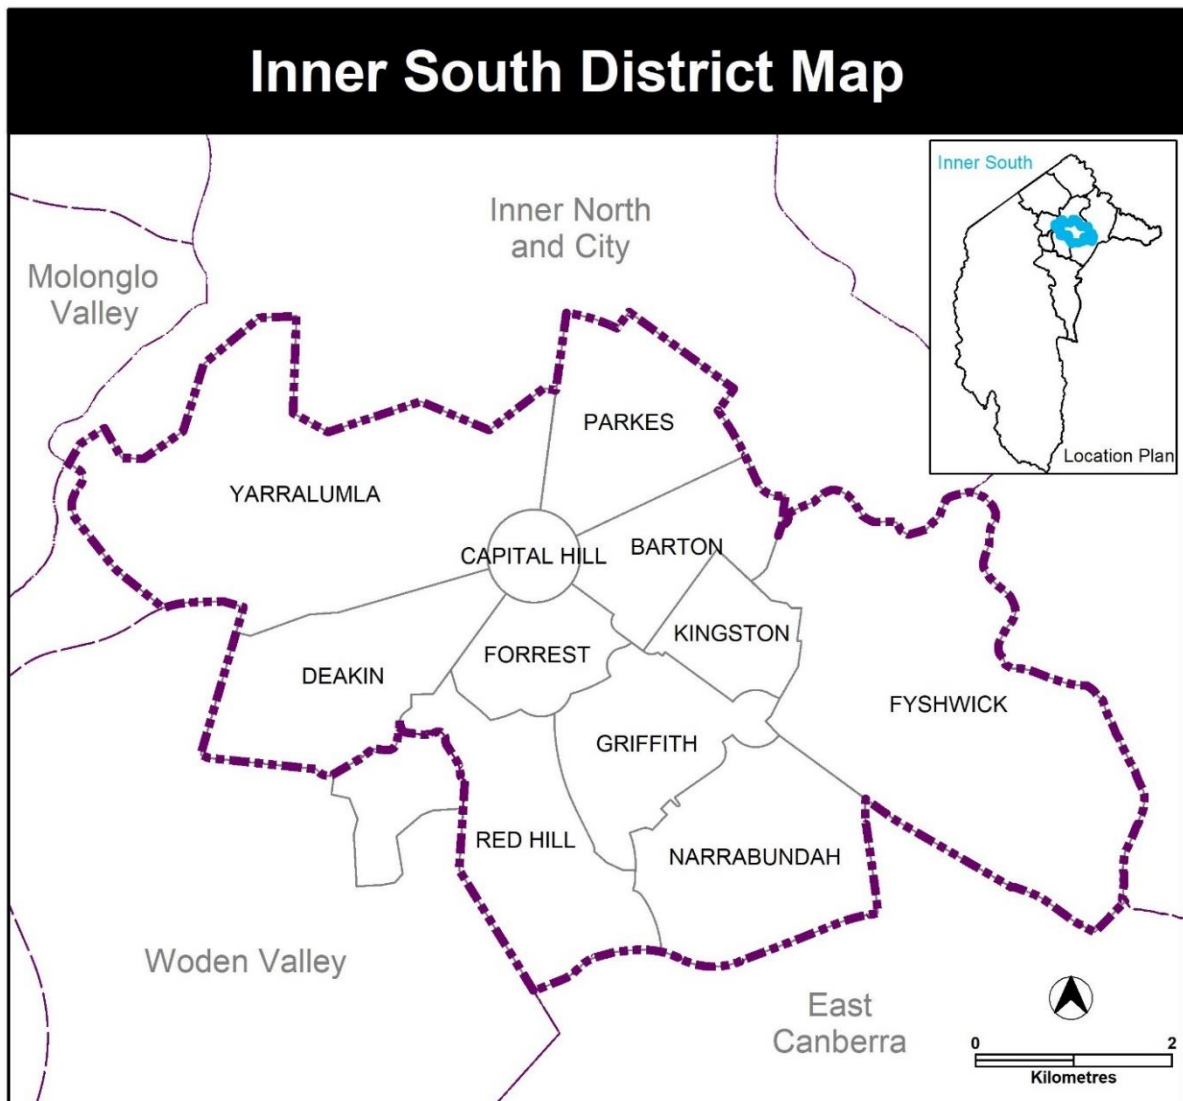 Inner South District Map
Inner South
Location Plan
Inner North
and City
Molonglo
Valley
PARKES
YARRALUMLA
CAPITAL HILL
BARTON
KINGSTON
FORREST
DEAKIN
FYSHWICK
GRIFFITH
RED HILL
NARRABUNDAH
Woden Valley
East
Canberra
0 2
Kilometres